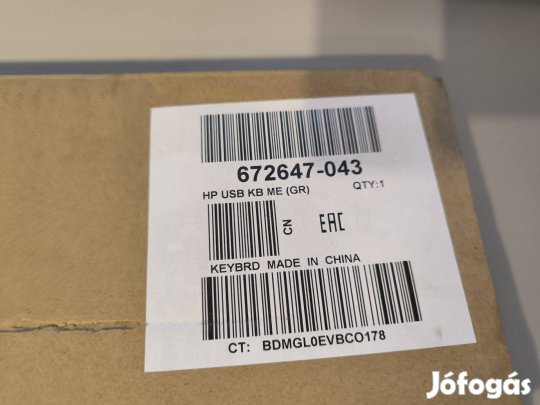 672647-043
HP USB KB ME (GR) QTY:1
CN EAC
KEYBRD MADE IN CHINA
CT: BDMGL0EVBCO178
Jófogás